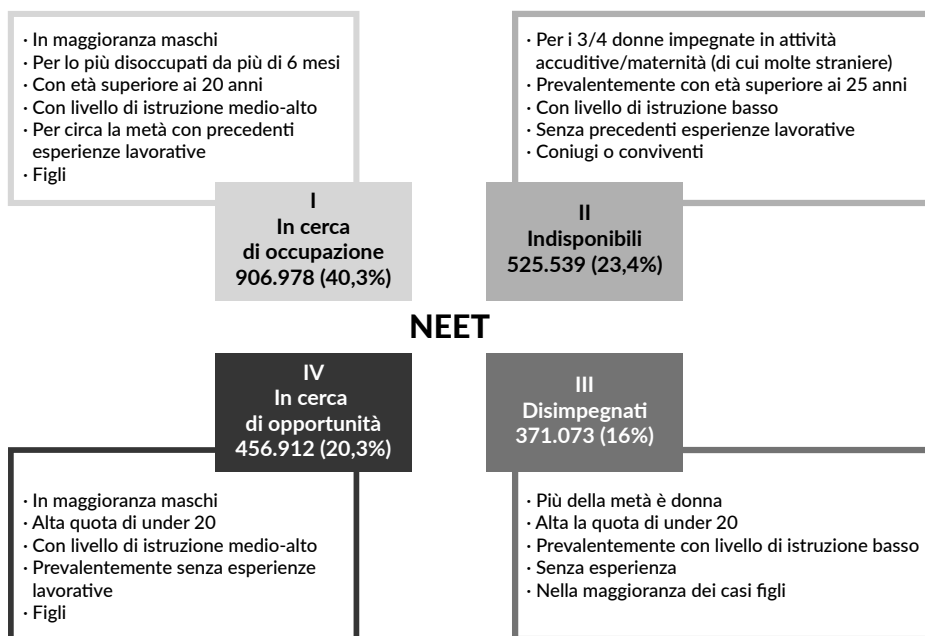 · In maggioranza maschi
· Per lo più disoccupati da più di 6 mesi
· Con età superiore ai 20 anni
· Con livello di istruzione medio-alto
· Per circa la metà con precedenti
esperienze lavorative
· Figli
I
In cerca
di occupazione
906.978 (40,3%)
· Per i 3/4 donne impegnate in attività
accuditive/maternità (di cui molte straniere)
· Prevalentemente con età superiore ai 25 anni
· Con livello di istruzione basso
· Senza precedenti esperienze lavorative
· Coniugi o conviventi
II
Indisponibili
525.539 (23,4%)
NEET
IV
In cerca
di opportunità
456.912 (20,3%)
· In maggioranza maschi
· Alta quota di under 20
· Con livello di istruzione medio-alto
· Prevalentemente senza esperienze
lavorative
· Figli
III
Disimpegnati
371.073 (16%)
· Più della metà è donna
· Alta la quota di under 20
· Prevalentemente con livello di istruzione basso
· Senza esperienza
· Nella maggioranza dei casi figli